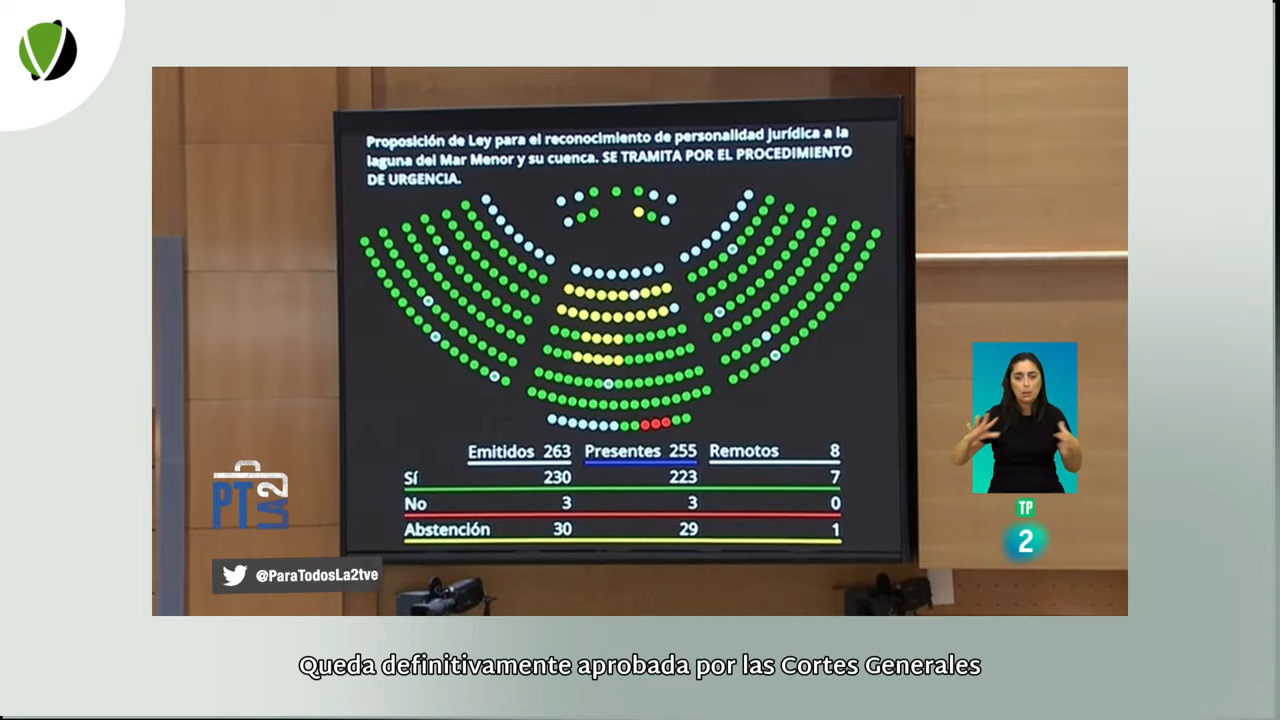 Proposición de Ley para el reconocimiento de personalidad Jurídica a la
laguna del Mar Menor y su cuenca. SE TRAMITA POR EL PROCEDIMIENTO
DE URGENCIA.
Emitidos 263 Presentes 255 Remotos 8
Sí 230 223 7
No 3 3 0
Abstención 30 29 1
PT
LA2
@ParaTodosLa2tve
TP
2
Queda definitivamente aprobada por las Cortes Generales